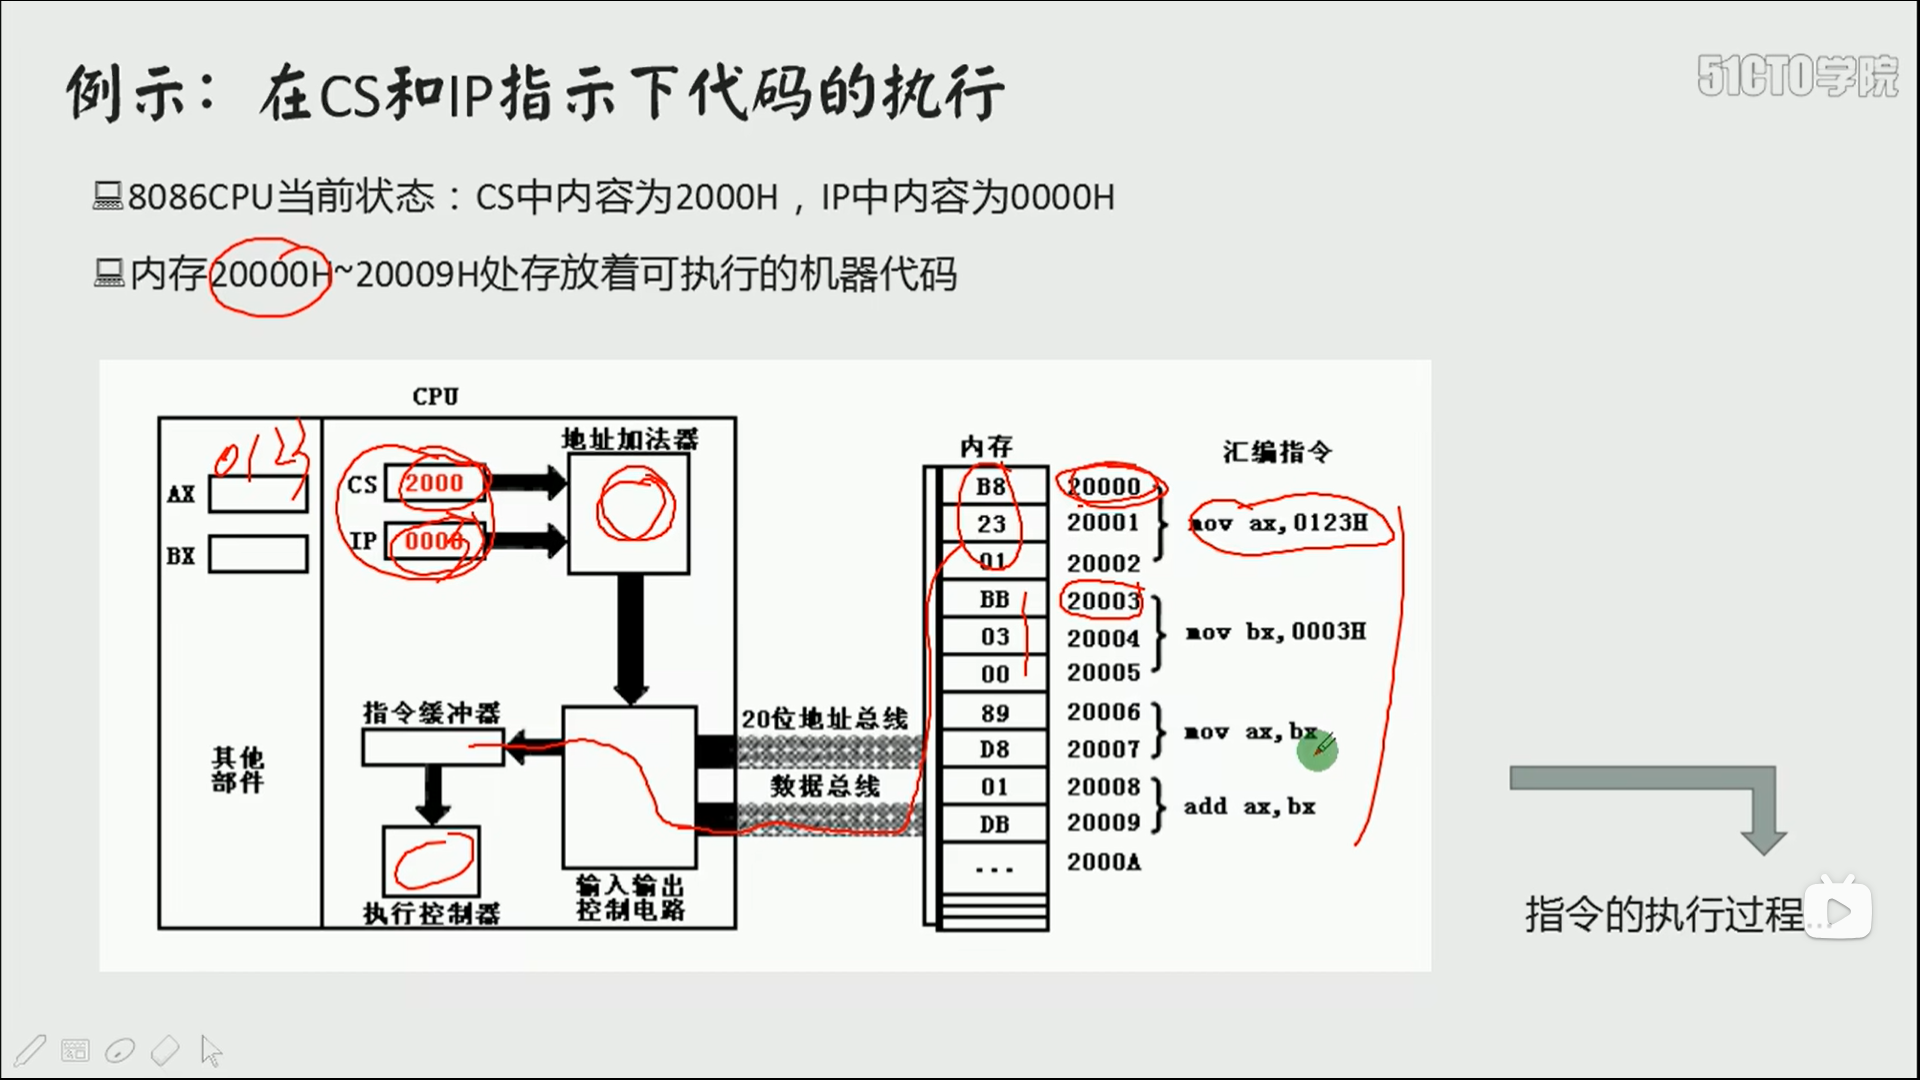 例示：在CS和IP指示下代码的执行
51CTO学院
8086CPU当前状态：CS中内容为2000H，IP中内容为0000H
内存20000H~20009H处存放着可执行的机器代码
CPU
地址加法器
内存
汇编指令
0123
AX
BX
CS 2000
IP 0000
B8 20000
23 20001
01 20002
mov ax,0123H
BB 20003
03 20004
00 20005
mov bx,0003H
89 20006
D8 20007
mov ax,bx
01 20008
DB 20009
add ax,bx
... 2000A
指令缓冲器
20位地址总线
数据总线
其他
部件
执行控制器
输入输出
控制电路
指令的执行过程...